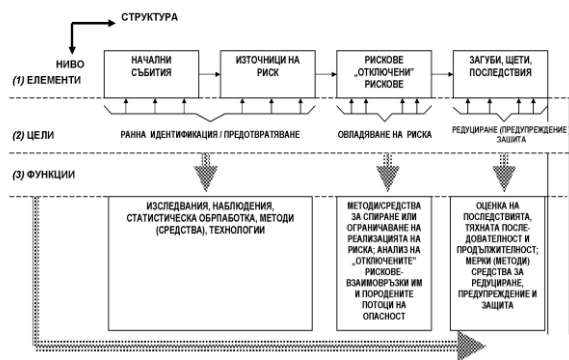 СТРУКТУРА
НИВО
(1) ЕЛЕМЕНТИ
НАЧАЛНИ
СЪБИТИЯ
ИЗТОЧНИЦИ НА
РИСК
РИСКОВЕ
„ОТКЛЮЧЕНИ”
РИСКОВЕ
ЗАГУБИ, ЩЕТИ,
ПОСЛЕДСТВИЯ
(2) ЦЕЛИ
РАННА ИДЕНТИФИКАЦИЯ / ПРЕДОТВРАТЯВАНЕ
ОВЛАДЯВАНЕ НА РИСКА
РЕДУЦИРАНЕ (ПРЕДУПРЕЖДЕНИЕ
ЗАШИТА
(3) ФУНКЦИИ
ИЗСЛЕДВАНИЯ, НАБЛЮДЕНИЯ,
СТАТИСТИЧЕСКА ОБРПАБОТКА, МЕТОДИ
(СРЕДСТВА), ТЕХНОЛОГИИ
МЕТОДИ/СРЕДСТВА
ЗА СПИРАНЕ ИЛИ
ОГРАНИЧАВАНЕ НА
РЕАЛИЗАЦИЯТА НА
РИСКА; АНАЛИЗ НА
„ОТКЛЮЧЕНИТЕ”
РИСКОВЕ-
ВЗАИМОВРЪЗКИ ИМ
И ПОРОДЕНИТЕ
ПОТОЦИ НА
ОПАСНОСТ
ОЦЕНКА НА
ПОСЛЕДСТВИЯТА,
ТЯХНАТА ПОСЛЕ-
ДОВАТЕЛНОСТ И
ПРОДЪЛЖИТЕЛНОСТ;
МЕРКИ (МЕТОДИ)
СРЕДСТВА ЗА
РЕДУЦИРАНЕ,
ПРЕДУПРЕЖДЕНИЕ И
ЗАЩИТА